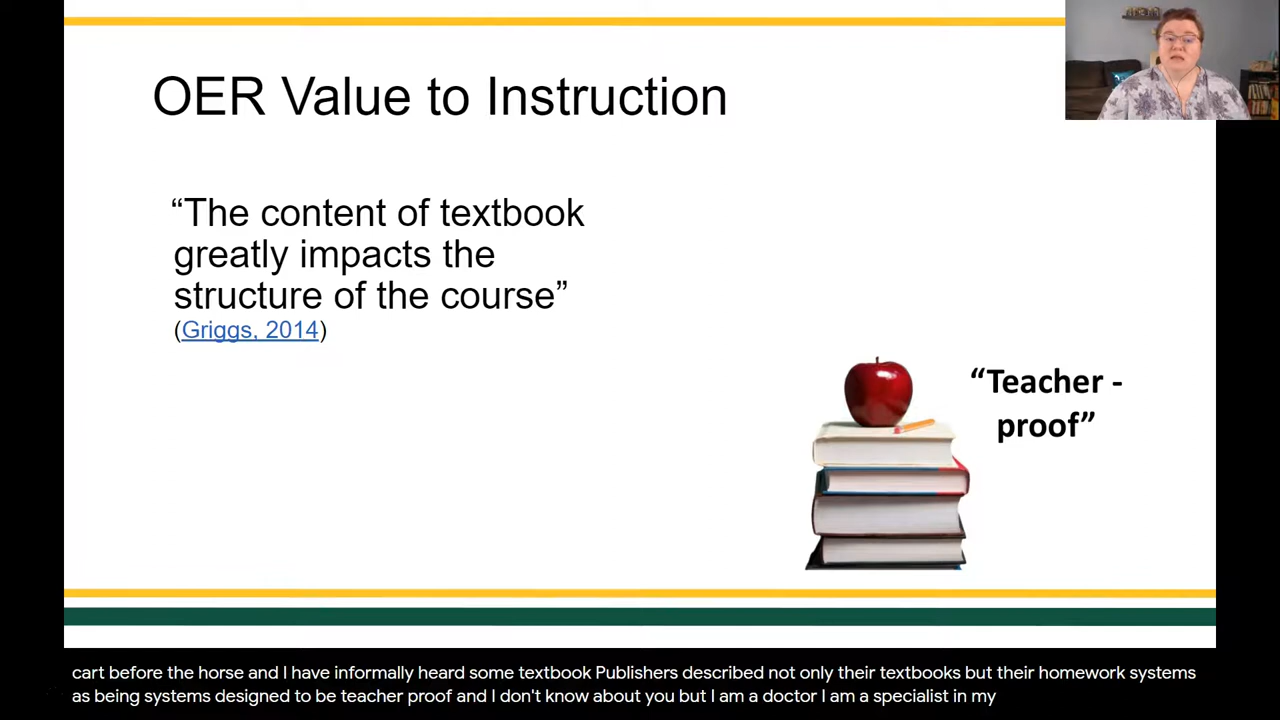 OER Value to Instruction
“The content of textbook
greatly impacts the
structure of the course”
(Griggs, 2014)
“Teacher -
proof”
cart before the horse and I have informally heard some textbook Publishers described not only their textbooks but their homework systems
as being systems designed to be teacher proof and I don't know about you but I am a doctor I am a specialist in my